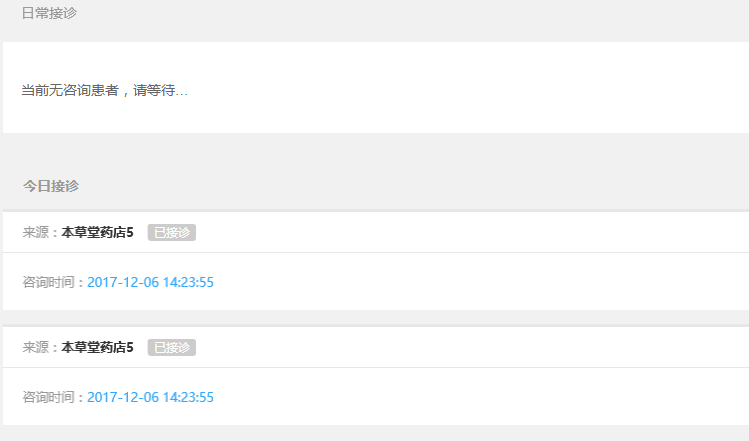 日常接诊
当前无咨询患者，请等待...
今日接诊
来源：本草堂药店5 已接诊
咨询时间：2017-12-06 14:23:55
来源：本草堂药店5 已接诊
咨询时间：2017-12-06 14:23:55